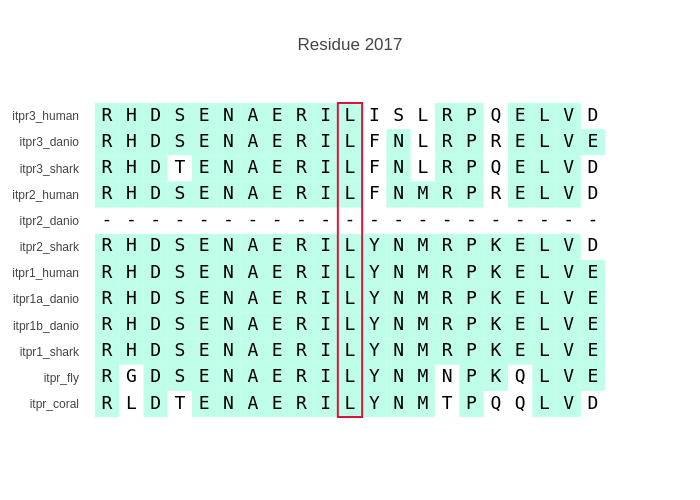 Residue 2017
itpr3_human R H D S E N A E R I L I S L R P Q E L V D
itpr3_danio R H D S E N A E R I L F N L R P R E L V E
itpr3_shark R H D T E N A E R I L F N L R P Q E L V D
itpr2_human R H D S E N A E R I L F N M R P R E L V D
itpr2_danio - - - - - - - - - - - - - - - - - - - - -
itpr2_shark R H D S E N A E R I L Y N M R P K E L V D
itpr1_human R H D S E N A E R I L Y N M R P K E L V E
itpr1a_danio R H D S E N A E R I L Y N M R P K E L V E
itpr1b_danio R H D S E N A E R I L Y N M R P K E L V E
itpr1_shark R H D S E N A E R I L Y N M R P K E L V E
itpr_fly R G D S E N A E R I L Y N M N P K Q L V E
itpr_coral R L D T E N A E R I L Y N M T P Q Q L V D